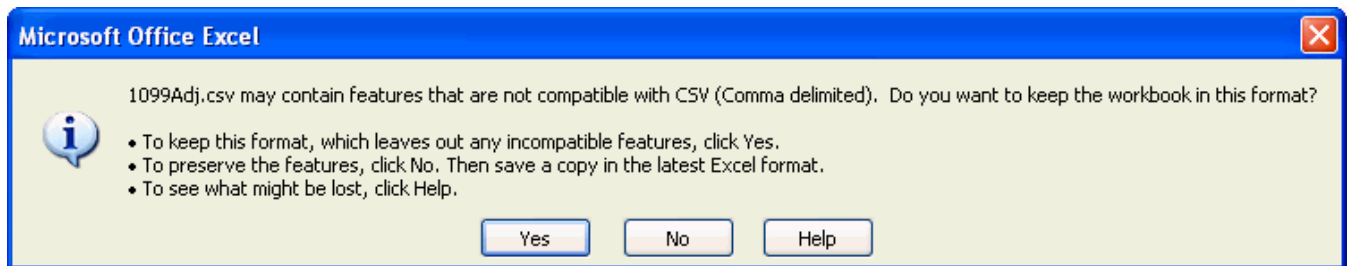 Microsoft Office Excel
1099Adj.csv may contain features that are not compatible with CSV (Comma delimited).  Do you want to keep the workbook in this format?
• To keep this format, which leaves out any incompatible features, click Yes.
• To preserve the features, click No. Then save a copy in the latest Excel format.
• To see what might be lost, click Help.
Yes No Help